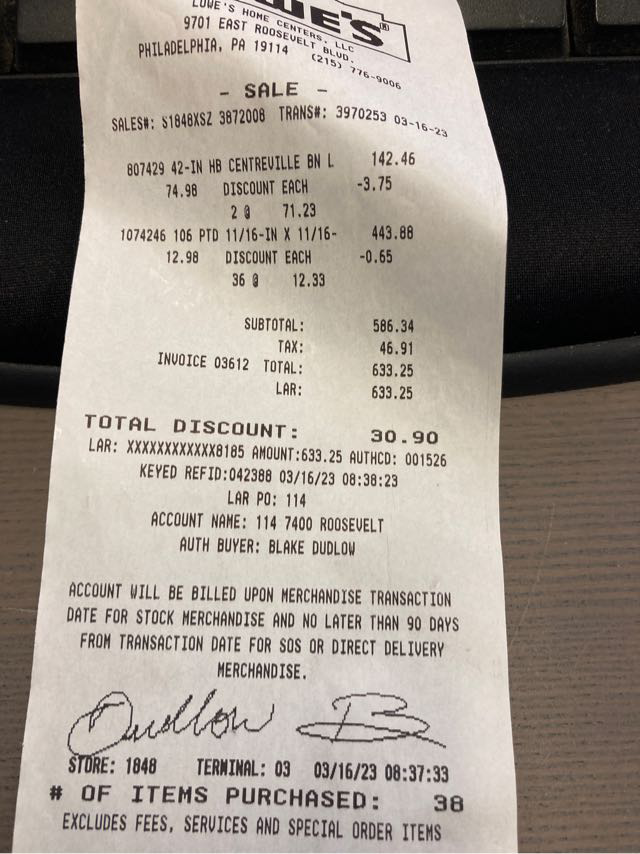 WE'S®
LOWE'S HOME CENTERS, LLC
9701 EAST ROOSEVELT BLVD.
PHILADELPHIA, PA 19114 (215) 776-9006
- SALE -
SALES#: S1848XSZ 3872008 TRANS#: 3970253 03-16-23
807429 42-IN HB CENTREVILLE BN L 142.46
74.98 DISCOUNT EACH -3.75
2 @ 71.23
1074246 106 PTD 11/16-IN X 11/16- 443.88
12.98 DISCOUNT EACH -0.65
36 @ 12.33
SUBTOTAL: 586.34
TAX: 46.91
INVOICE 03612 TOTAL: 633.25
LAR: 633.25
TOTAL DISCOUNT: 30.90
LAR: XXXXXXXXXXXX8185 AMOUNT:633.25 AUTHCD: 001526
KEYED REFID:042388 03/16/23 08:38:23
LAR PO: 114
ACCOUNT NAME: 114 7400 ROOSEVELT
AUTH BUYER: BLAKE DUDLOW
ACCOUNT WILL BE BILLED UPON MERCHANDISE TRANSACTION
DATE FOR STOCK MERCHANDISE AND NO LATER THAN 90 DAYS
FROM TRANSACTION DATE FOR SOS OR DIRECT DELIVERY
MERCHANDISE.
Dudlow B
STORE: 1848 TERMINAL: 03 03/16/23 08:37:33
# OF ITEMS PURCHASED: 38
EXCLUDES FEES, SERVICES AND SPECIAL ORDER ITEMS